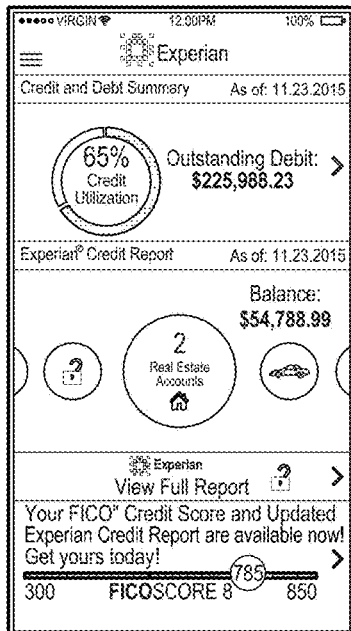 VIRGIN 12:00PM 100%
Experian
Credit and Debt Summary As of: 11.23.2015
65%
Credit
Utilization
Outstanding Debit:
$225,988.23
Experian® Credit Report As of: 11.23.2015
Balance:
$54,788.99
2
Real Estate
Accounts
Experian
View Full Report
Your FICO® Credit Score and Updated
Experian Credit Report are available now!
Get yours today!
785
300 FICOSCORE 8 850